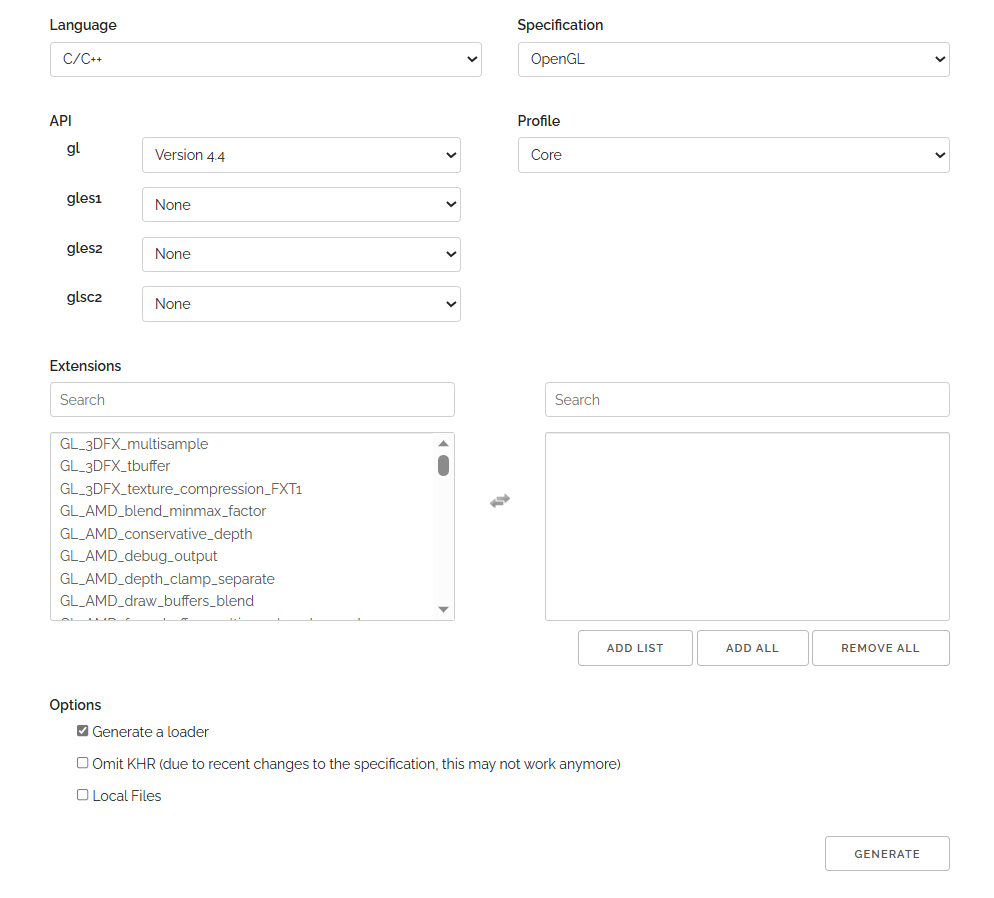 Language
Specification
C/C++
OpenGL
API
Profile
gl
Version 4.4
Core
gles1
None
gles2
None
glsc2
None
Extensions
Search
Search
GL_3DFX_multisample
GL_3DFX_tbuffer
GL_3DFX_texture_compression_FXT1
GL_AMD_blend_minmax_factor
GL_AMD_conservative_depth
GL_AMD_debug_output
GL_AMD_depth_clamp_separate
GL_AMD_draw_buffers_blend
ADD LIST
ADD ALL
REMOVE ALL
Options
Generate a loader
Omit KHR (due to recent changes to the specification, this may not work anymore)
Local Files
GENERATE